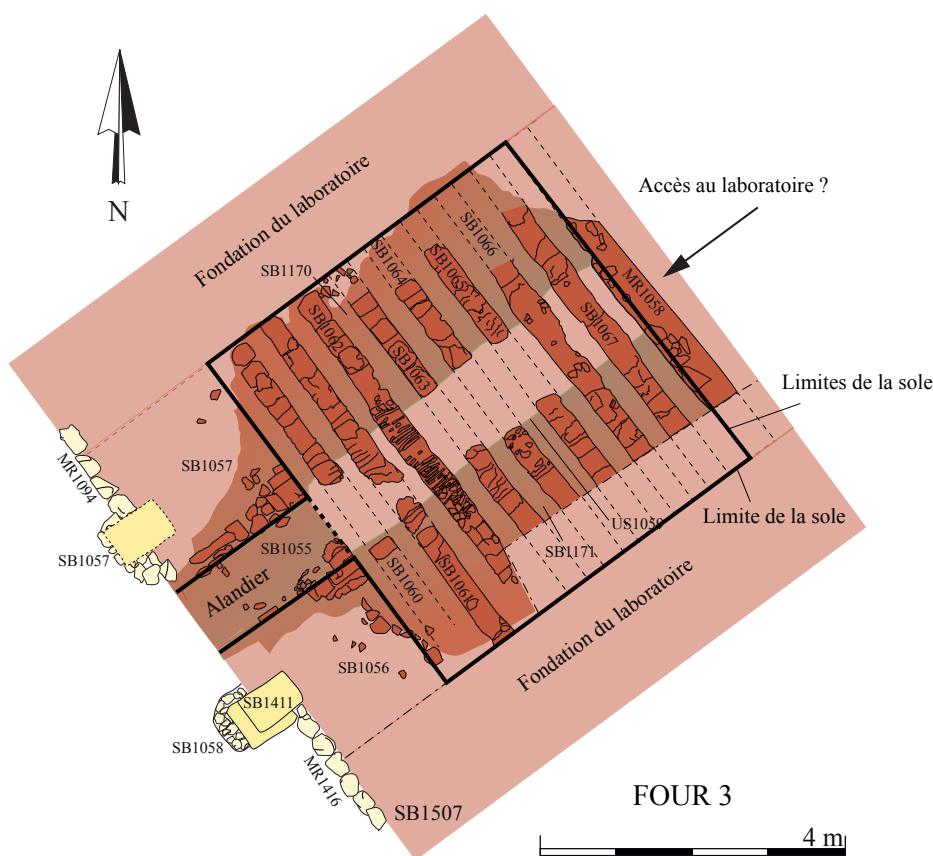 N
Fondation du laboratoire
Accès au laboratoire ?
SB1170
SB1064
SB1065
SB1066
MR1058
SB1062
SB1063
SB1067
Limites de la sole
MR1094
SB1057
Limite de la sole
US1059
SB1057
SB1055
SB1171
Alandier
SB1060
SB1061
Fondation du laboratoire
SB1056
SB1411
SB1058
MR1416
SB1507
FOUR 3
4 m